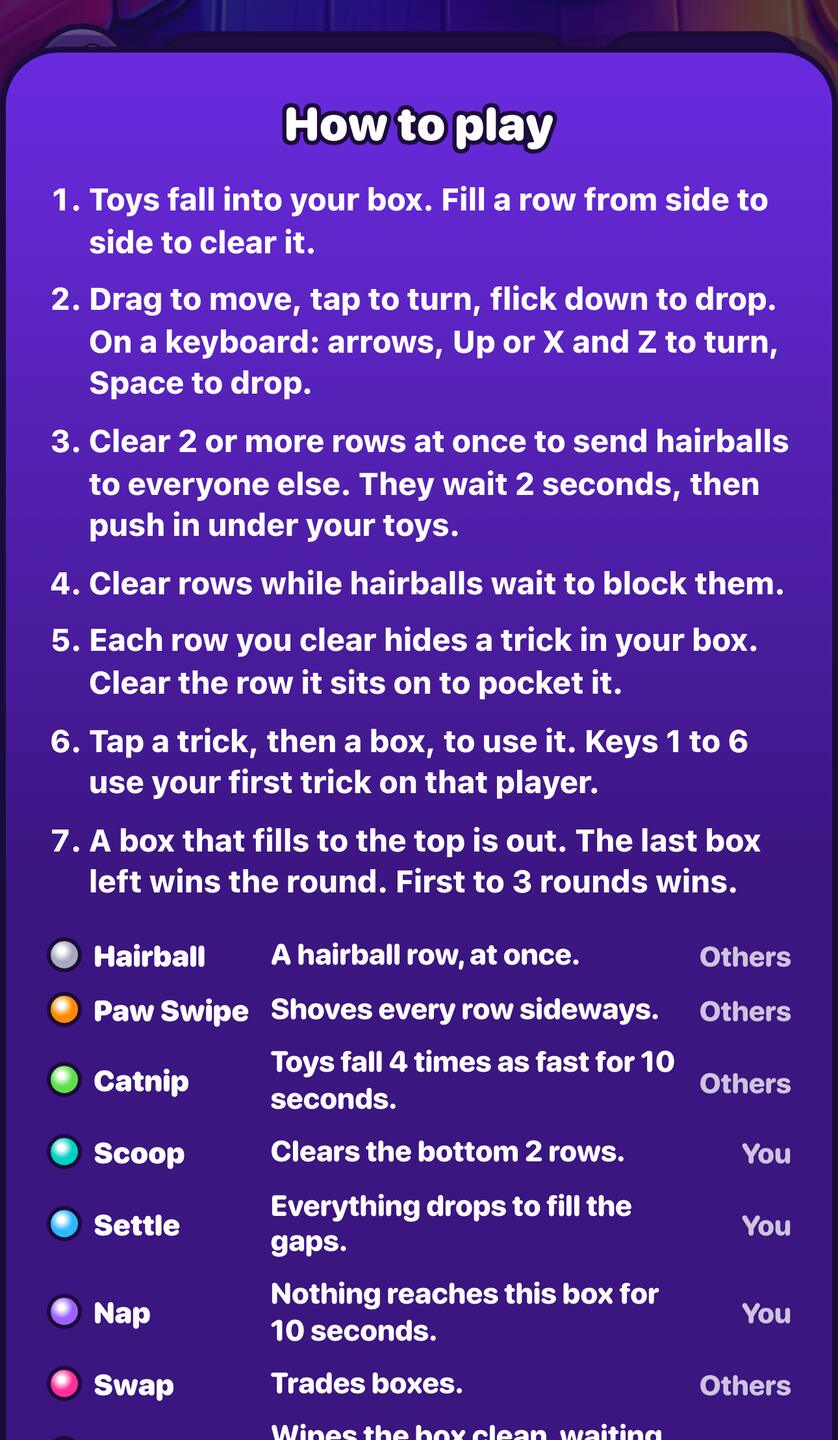 How to play
1. Toys fall into your box. Fill a row from side to
side to clear it.
2. Drag to move, tap to turn, flick down to drop.
On a keyboard: arrows, Up or X and Z to turn,
Space to drop.
3. Clear 2 or more rows at once to send hairballs
to everyone else. They wait 2 seconds, then
push in under your toys.
4. Clear rows while hairballs wait to block them.
5. Each row you clear hides a trick in your box.
Clear the row it sits on to pocket it.
6. Tap a trick, then a box, to use it. Keys 1 to 6
use your first trick on that player.
7. A box that fills to the top is out. The last box
left wins the round. First to 3 rounds wins.
Hairball A hairball row, at once. Others
Paw Swipe Shoves every row sideways. Others
Catnip Toys fall 4 times as fast for 10
seconds. Others
Scoop Clears the bottom 2 rows. You
Settle Everything drops to fill the
gaps. You
Nap Nothing reaches this box for
10 seconds. You
Swap Trades boxes. Others
Wipes the box clean, waiting